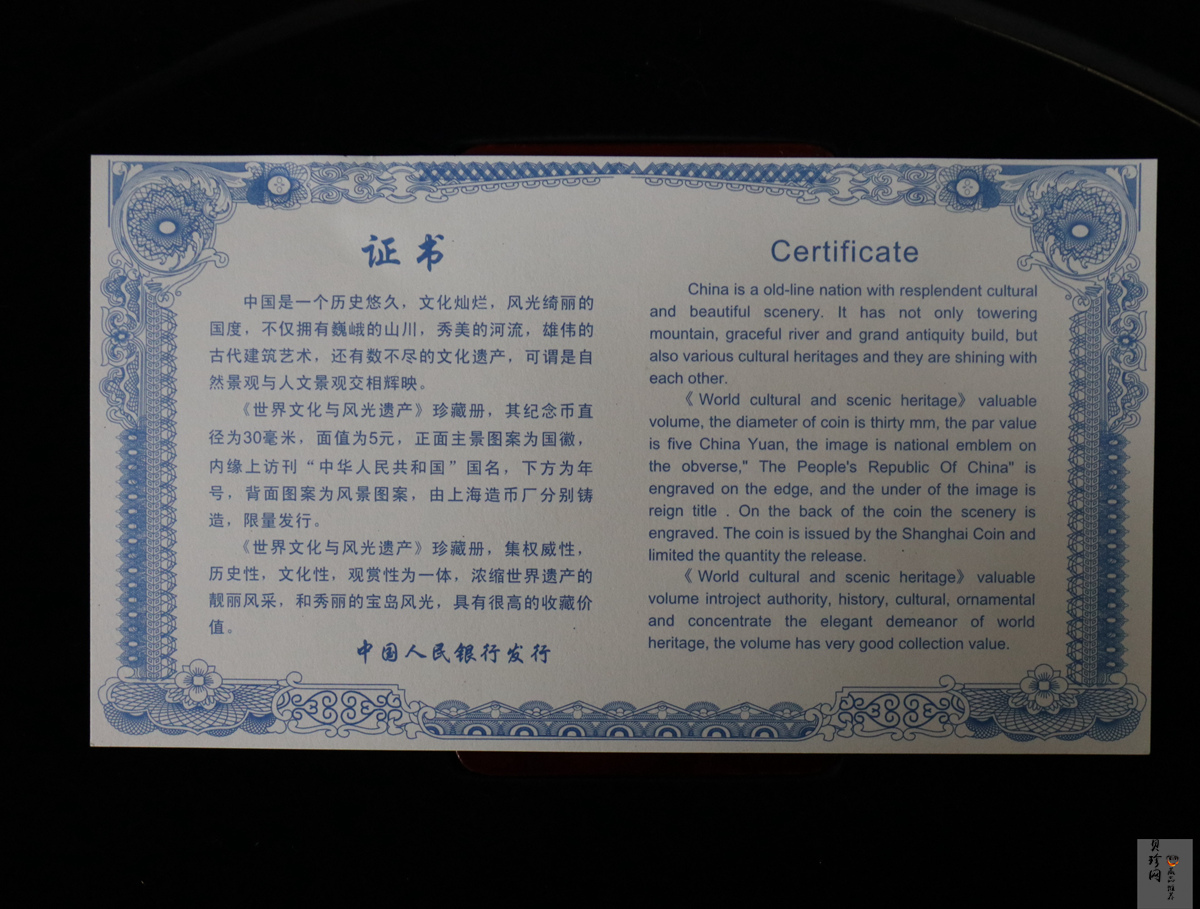 证书
中国是一个历史悠久，文化灿烂，风光绮丽的
国度，不仅拥有巍峨的山川，秀美的河流，雄伟的
古代建筑艺术，还有数不尽的文化遗产，可谓是自
然景观与人文景观交相辉映。
《世界文化与风光遗产》珍藏册，其纪念币直
径为30毫米，面值为5元，正面主景图案为国徽，
内缘上访刊“中华人民共和国”国名，下方为年
号，背面图案为风景图案，由上海造币厂分别铸
造，限量发行。
《世界文化与风光遗产》珍藏册，集权威性，
历史性，文化性，观赏性为一体，浓缩世界遗产的
靓丽风采，和秀丽的宝岛风光，具有很高的收藏价
值。
中国人民银行发行
Certificate
China is a old-line nation with resplendent cultural
and beautiful scenery. It has not only towering
mountain, graceful river and grand antiquity build, but
also various cultural heritages and they are shining with
each other.
《World cultural and scenic heritage》valuable
volume, the diameter of coin is thirty mm, the par value
is five China Yuan, the image is national emblem on
the obverse," The People's Republic Of China" is
engraved on the edge, and the under of the image is
reign title . On the back of the coin the scenery is
engraved. The coin is issued by the Shanghai Coin and
limited the quantity the release.
《World cultural and scenic heritage》valuable
volume introject authority, history, cultural, ornamental
and concentrate the elegant demeanor of world
heritage, the volume has very good collection value.
贝珍网